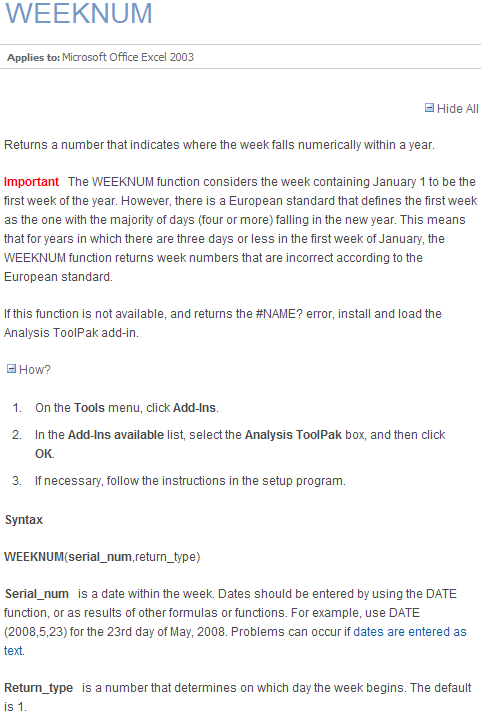 WEEKNUM
Applies to: Microsoft Office Excel 2003
Hide All
Returns a number that indicates where the week falls numerically within a year.
Important The WEEKNUM function considers the week containing January 1 to be the
first week of the year. However, there is a European standard that defines the first week
as the one with the majority of days (four or more) falling in the new year. This means
that for years in which there are three days or less in the first week of January, the
WEEKNUM function returns week numbers that are incorrect according to the
European standard.
If this function is not available, and returns the #NAME? error, install and load the
Analysis ToolPak add-in.
How?
1. On the Tools menu, click Add-Ins.
2. In the Add-Ins available list, select the Analysis ToolPak box, and then click
OK.
3. If necessary, follow the instructions in the setup program.
Syntax
WEEKNUM(serial_num,return_type)
Serial_num is a date within the week. Dates should be entered by using the DATE
function, or as results of other formulas or functions. For example, use DATE
(2008,5,23) for the 23rd day of May, 2008. Problems can occur if dates are entered as
text.
Return_type is a number that determines on which day the week begins. The default
is 1.